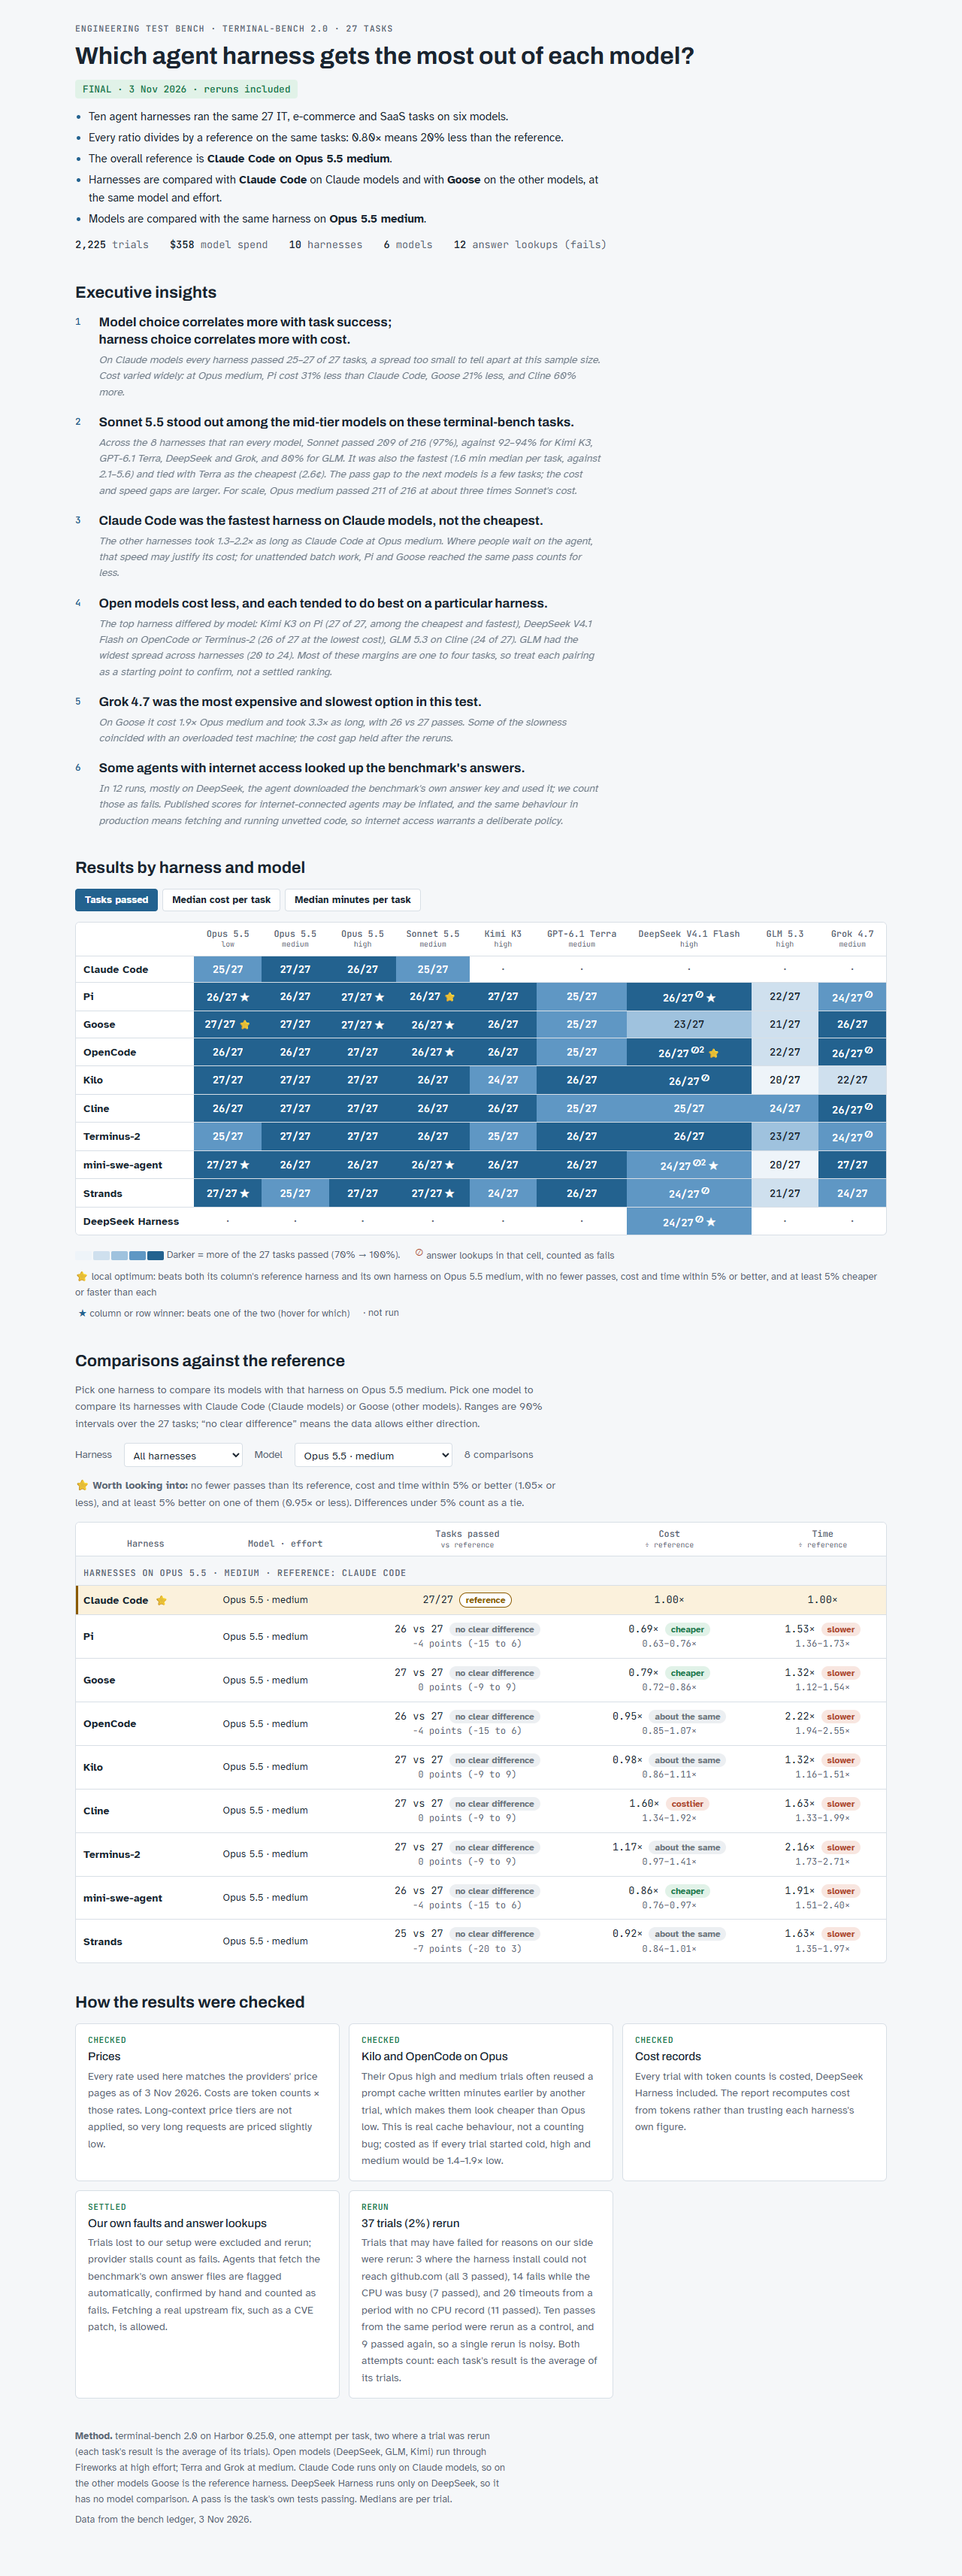 ENGINEERING TEST BENCH · TERMINAL-BENCH 2.0 · 27 TASKS
Which agent harness gets the most out of each model?
FINAL · 3 Nov 2026 · reruns included
• Ten agent harnesses ran the same 27 IT, e-commerce and SaaS tasks on six models.
• Every ratio divides by a reference on the same tasks: 0.80× means 20% less than the reference.
• The overall reference is Claude Code on Opus 5.5 medium.
• Harnesses are compared with Claude Code on Claude models and with Goose on the other models, at
the same model and effort.
• Models are compared with the same harness on Opus 5.5 medium.
2,225 trials $358 model spend 10 harnesses 6 models 12 answer lookups (fails)
Executive insights
1 Model choice correlates more with task success;
harness choice correlates more with cost.
On Claude models every harness passed 25–27 of 27 tasks, a spread too small to tell apart at this sample size.
Cost varied widely: at Opus medium, Pi cost 31% less than Claude Code, Goose 21% less, and Cline 60%
more.
2 Sonnet 5.5 stood out among the mid-tier models on these terminal-bench tasks.
Across the 8 harnesses that ran every model, Sonnet passed 209 of 216 (97%), against 92–94% for Kimi K3,
GPT-6.1 Terra, DeepSeek and Grok, and 80% for GLM. It was also the fastest (1.6 min median per task, against
2.1–5.6) and tied with Terra as the cheapest (2.6¢). The pass gap to the next models is a few tasks; the cost
and speed gaps are larger. For scale, Opus medium passed 211 of 216 at about three times Sonnet's cost.
3 Claude Code was the fastest harness on Claude models, not the cheapest.
The other harnesses took 1.3–2.2× as long as Claude Code at Opus medium. Where people wait on the agent,
that speed may justify its cost; for unattended batch work, Pi and Goose reached the same pass counts for
less.
4 Open models cost less, and each tended to do best on a particular harness.
The top harness differed by model: Kimi K3 on Pi (27 of 27, among the cheapest and fastest), DeepSeek V4.1
Flash on OpenCode or Terminus-2 (26 of 27 at the lowest cost), GLM 5.3 on Cline (24 of 27). GLM had the
widest spread across harnesses (20 to 24). Most of these margins are one to four tasks, so treat each pairing
as a starting point to confirm, not a settled ranking.
5 Grok 4.7 was the most expensive and slowest option in this test.
On Goose it cost 1.9× Opus medium and took 3.3× as long, with 26 vs 27 passes. Some of the slowness
coincided with an overloaded test machine; the cost gap held after the reruns.
6 Some agents with internet access looked up the benchmark's answers.
In 12 runs, mostly on DeepSeek, the agent downloaded the benchmark's own answer key and used it; we count
those as fails. Published scores for internet-connected agents may be inflated, and the same behaviour in
production means fetching and running unvetted code, so internet access warrants a deliberate policy.
Results by harness and model
Tasks passed Median cost per task Median minutes per task
Opus 5.5 Opus 5.5 Opus 5.5 Sonnet 5.5 Kimi K3 GPT-6.1 Terra DeepSeek V4.1 Flash GLM 5.3 Grok 4.7
low medium high medium high medium high high medium
Claude Code 25/27 27/27 26/27 25/27 · · · · ·
Pi 26/27 ★ 26/27 27/27 ★ 26/27 ⭐ 27/27 25/27 26/27 ⊘ ★ 22/27 24/27 ⊘
Goose 27/27 ⭐ 27/27 27/27 ★ 26/27 ★ 26/27 25/27 23/27 21/27 26/27
OpenCode 26/27 26/27 27/27 26/27 ★ 26/27 25/27 26/27 ⊘2 ⭐ 22/27 26/27 ⊘
Kilo 27/27 27/27 27/27 26/27 24/27 26/27 26/27 ⊘ 20/27 22/27
Cline 26/27 27/27 27/27 26/27 26/27 25/27 25/27 24/27 26/27 ⊘
Terminus-2 25/27 27/27 27/27 26/27 25/27 26/27 26/27 23/27 24/27 ⊘
mini-swe-agent 27/27 ★ 26/27 26/27 26/27 ★ 26/27 26/27 24/27 ⊘2 ★ 20/27 27/27
Strands 27/27 ★ 25/27 27/27 27/27 ★ 24/27 26/27 24/27 ⊘ 21/27 24/27
DeepSeek Harness · · · · · · 24/27 ⊘ ★ · ·
Darker = more of the 27 tasks passed (70% → 100%). ⊘ answer lookups in that cell, counted as fails
⭐ local optimum: beats both its column's reference harness and its own harness on Opus 5.5 medium, with no fewer passes, cost and time within 5% or better, and at least 5% cheaper
or faster than each
★ column or row winner: beats one of the two (hover for which) · not run
Comparisons against the reference
Pick one harness to compare its models with that harness on Opus 5.5 medium. Pick one model to
compare its harnesses with Claude Code (Claude models) or Goose (other models). Ranges are 90%
intervals over the 27 tasks; “no clear difference” means the data allows either direction.
Harness All harnesses Model Opus 5.5 · medium 8 comparisons
⭐ Worth looking into: no fewer passes than its reference, cost and time within 5% or better (1.05× or
less), and at least 5% better on one of them (0.95× or less). Differences under 5% count as a tie.
Harness Model · effort Tasks passed Cost Time
vs reference ÷ reference ÷ reference
HARNESSES ON OPUS 5.5 · MEDIUM · REFERENCE: CLAUDE CODE
Claude Code ⭐ Opus 5.5 · medium 27/27 reference 1.00× 1.00×
Pi Opus 5.5 · medium 26 vs 27 no clear difference 0.69× cheaper 1.53× slower
-4 points (-15 to 6) 0.63–0.76× 1.36–1.73×
Goose Opus 5.5 · medium 27 vs 27 no clear difference 0.79× cheaper 1.32× slower
0 points (-9 to 9) 0.72–0.86× 1.12–1.54×
OpenCode Opus 5.5 · medium 26 vs 27 no clear difference 0.95× about the same 2.22× slower
-4 points (-15 to 6) 0.85–1.07× 1.94–2.55×
Kilo Opus 5.5 · medium 27 vs 27 no clear difference 0.98× about the same 1.32× slower
0 points (-9 to 9) 0.86–1.11× 1.16–1.51×
Cline Opus 5.5 · medium 27 vs 27 no clear difference 1.60× costlier 1.63× slower
0 points (-9 to 9) 1.34–1.92× 1.33–1.99×
Terminus-2 Opus 5.5 · medium 27 vs 27 no clear difference 1.17× about the same 2.16× slower
0 points (-9 to 9) 0.97–1.41× 1.73–2.71×
mini-swe-agent Opus 5.5 · medium 26 vs 27 no clear difference 0.86× cheaper 1.91× slower
-4 points (-15 to 6) 0.76–0.97× 1.51–2.40×
Strands Opus 5.5 · medium 25 vs 27 no clear difference 0.92× about the same 1.63× slower
-7 points (-20 to 3) 0.84–1.01× 1.35–1.97×
How the results were checked
CHECKED
Prices
Every rate used here matches the providers' price
pages as of 3 Nov 2026. Costs are token counts ×
those rates. Long-context price tiers are not
applied, so very long requests are priced slightly
low.
CHECKED
Kilo and OpenCode on Opus
Their Opus high and medium trials often reused a
prompt cache written minutes earlier by another
trial, which makes them look cheaper than Opus
low. This is real cache behaviour, not a counting
bug; costed as if every trial started cold, high and
medium would be 1.4–1.9× low.
CHECKED
Cost records
Every trial with token counts is costed, DeepSeek
Harness included. The report recomputes cost
from tokens rather than trusting each harness's
own figure.
SETTLED
Our own faults and answer lookups
Trials lost to our setup were excluded and rerun;
provider stalls count as fails. Agents that fetch the
benchmark's own answer files are flagged
automatically, confirmed by hand and counted as
fails. Fetching a real upstream fix, such as a CVE
patch, is allowed.
RERUN
37 trials (2%) rerun
Trials that may have failed for reasons on our side
were rerun: 3 where the harness install could not
reach github.com (all 3 passed), 14 fails while the
CPU was busy (7 passed), and 20 timeouts from a
period with no CPU record (11 passed). Ten passes
from the same period were rerun as a control, and
9 passed again, so a single rerun is noisy. Both
attempts count: each task's result is the average of
its trials.
Method. terminal-bench 2.0 on Harbor 0.25.0, one attempt per task, two where a trial was rerun
(each task's result is the average of its trials). Open models (DeepSeek, GLM, Kimi) run through
Fireworks at high effort; Terra and Grok at medium. Claude Code runs only on Claude models, so on
the other models Goose is the reference harness. DeepSeek Harness runs only on DeepSeek, so it
has no model comparison. A pass is the task's own tests passing. Medians are per trial.
Data from the bench ledger, 3 Nov 2026.